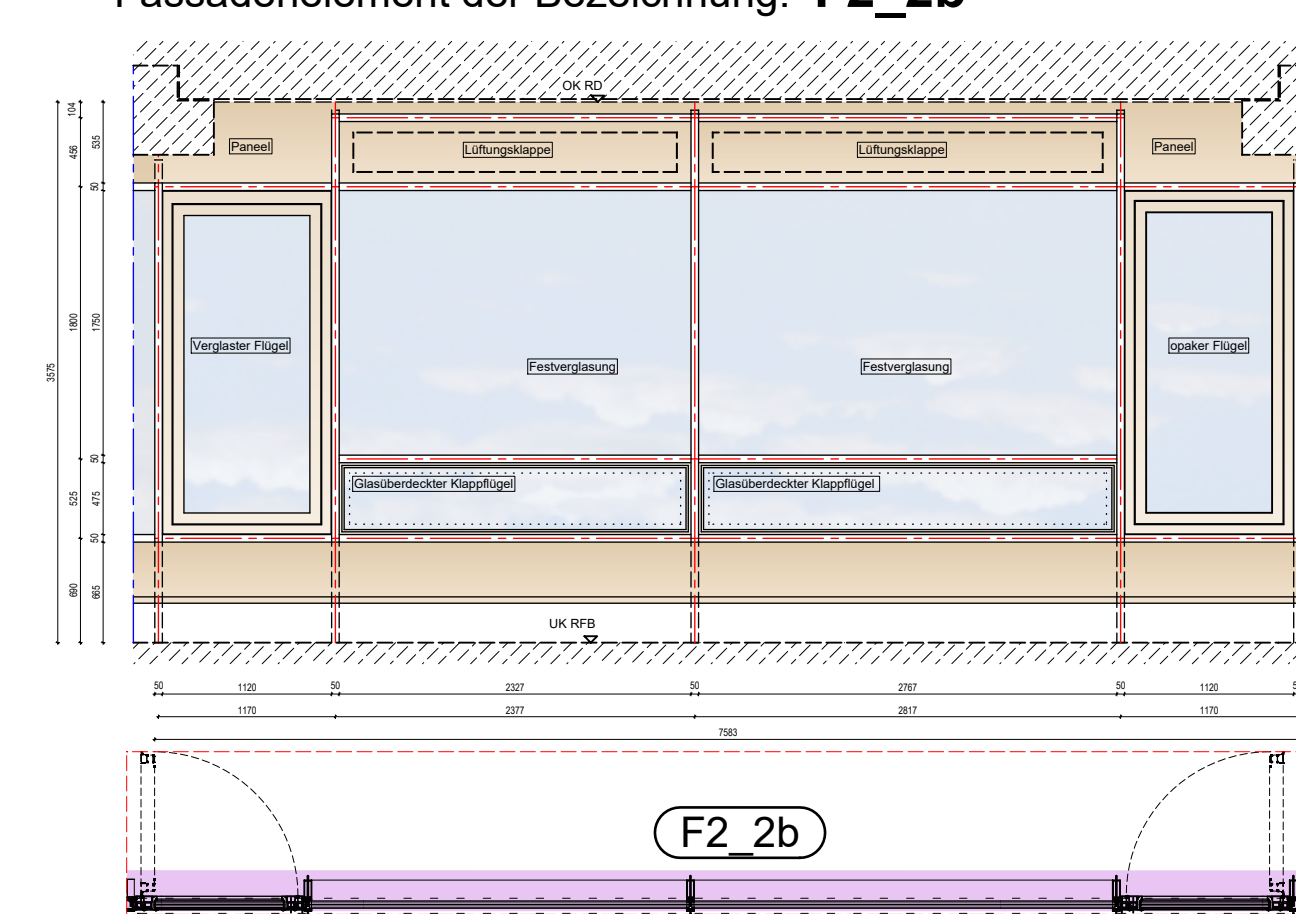 Fassadenelement der Bezeichnung: F2_2b
OK RD
Paneel
Lüftungsklappe
Lüftungsklappe
Paneel
104
535
456
50
Verglaster Flügel
Festverglasung
Festverglasung
opaker Flügel
1800
1750
3575
50
Glasüberdeckter Klappflügel
Glasüberdeckter Klappflügel
525
475
50
690
665
UK RFB
50 1120 50 2327 50 2767 50 1120
1170 2377 2817 1170
7583
F2_2b